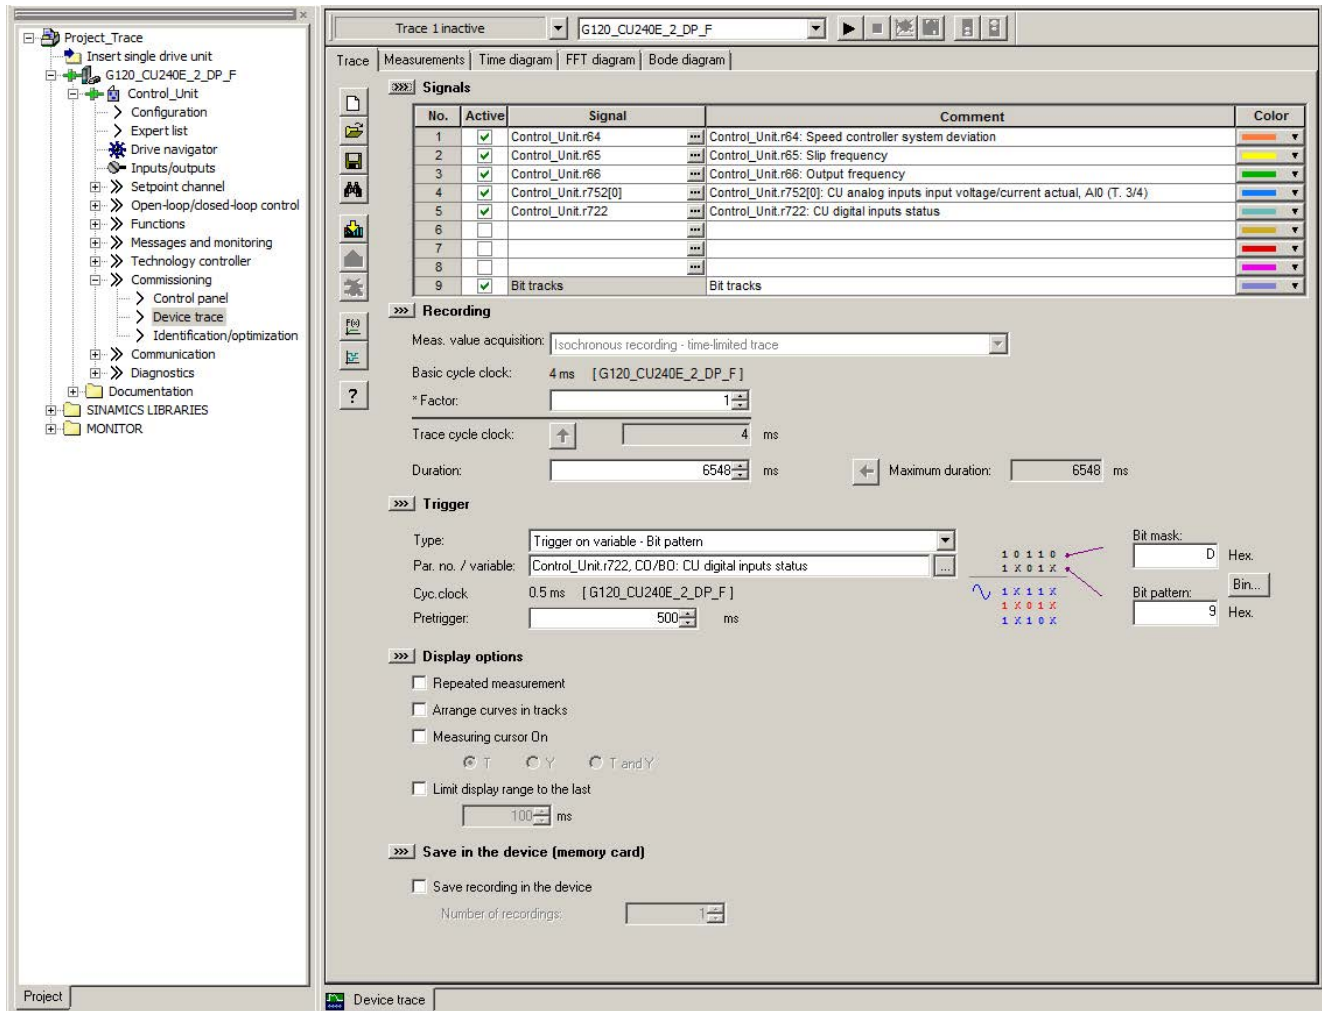 Project_Trace
Insert single drive unit
G120_CU240E_2_DP_F
Control_Unit
Configuration
Expert list
Drive navigator
Inputs/outputs
Setpoint channel
Open-loop/closed-loop control
Functions
Messages and monitoring
Technology controller
Commissioning
Control panel
Device trace
Identification/optimization
Communication
Diagnostics
Documentation
SINAMICS LIBRARIES
MONITOR
Project
Trace 1 inactive G120_CU240E_2_DP_F
Trace Measurements Time diagram FFT diagram Bode diagram
Signals
No. Active Signal Comment Color
1 Control_Unit.r64 Control_Unit.r64: Speed controller system deviation
2 Control_Unit.r65 Control_Unit.r65: Slip frequency
3 Control_Unit.r66 Control_Unit.r66: Output frequency
4 Control_Unit.r752[0] Control_Unit.r752[0]: CU analog inputs input voltage/current actual, AI0 (T. 3/4)
5 Control_Unit.r722 Control_Unit.r722: CU digital inputs status
6
7
8
9 Bit tracks Bit tracks
F(x)
?
Recording
Meas. value acquisition: Isochronous recording - time-limited trace
Basic cycle clock: 4 ms [G120_CU240E_2_DP_F]
* Factor: 1
Trace cycle clock: 4 ms
Duration: 6548 ms Maximum duration: 6548 ms
Trigger
Type: Trigger on variable - Bit pattern
Par. no. / variable: Control_Unit.r722, CO/BO: CU digital inputs status ...
Cyc.clock 0.5 ms [G120_CU240E_2_DP_F]
Pretrigger: 500 ms
1 0 1 1 0
1 X 0 1 X
1 X 1 1 X
1 X 0 1 X
1 X 1 0 X
Bit mask:
D Hex.
Bin...
Bit pattern:
9 Hex.
Display options
Repeated measurement
Arrange curves in tracks
Measuring cursor On
T Y T and Y
Limit display range to the last
100 ms
Save in the device (memory card)
Save recording in the device
Number of recordings: 1
Device trace